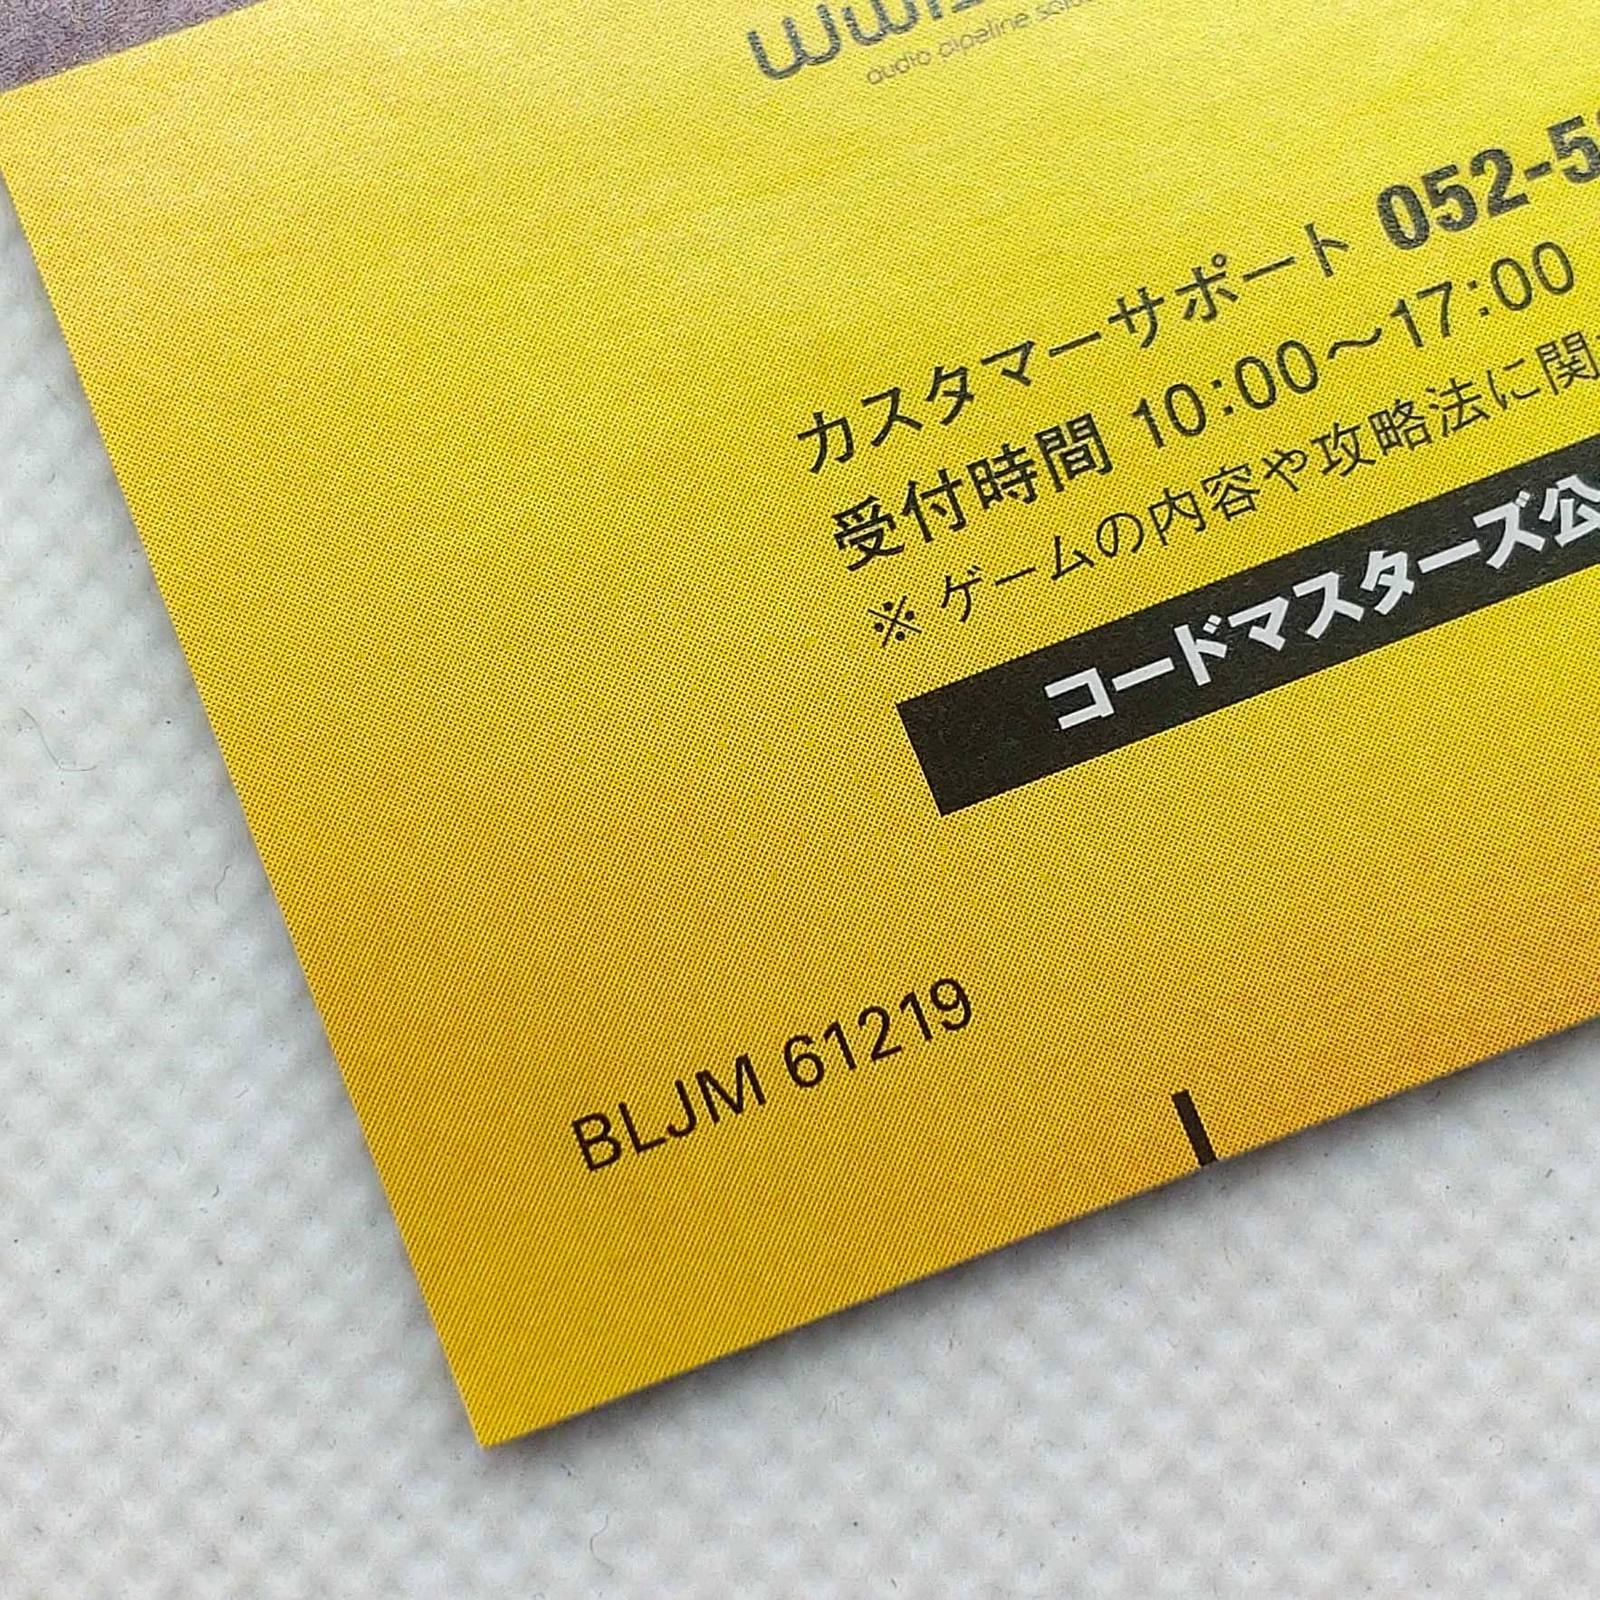 audio pipeline
カスタマーサポート 052-5
受付時間 10:00〜17:00
※ ゲームの内容や攻略法に関
コードマスターズ公
BLJM 61219